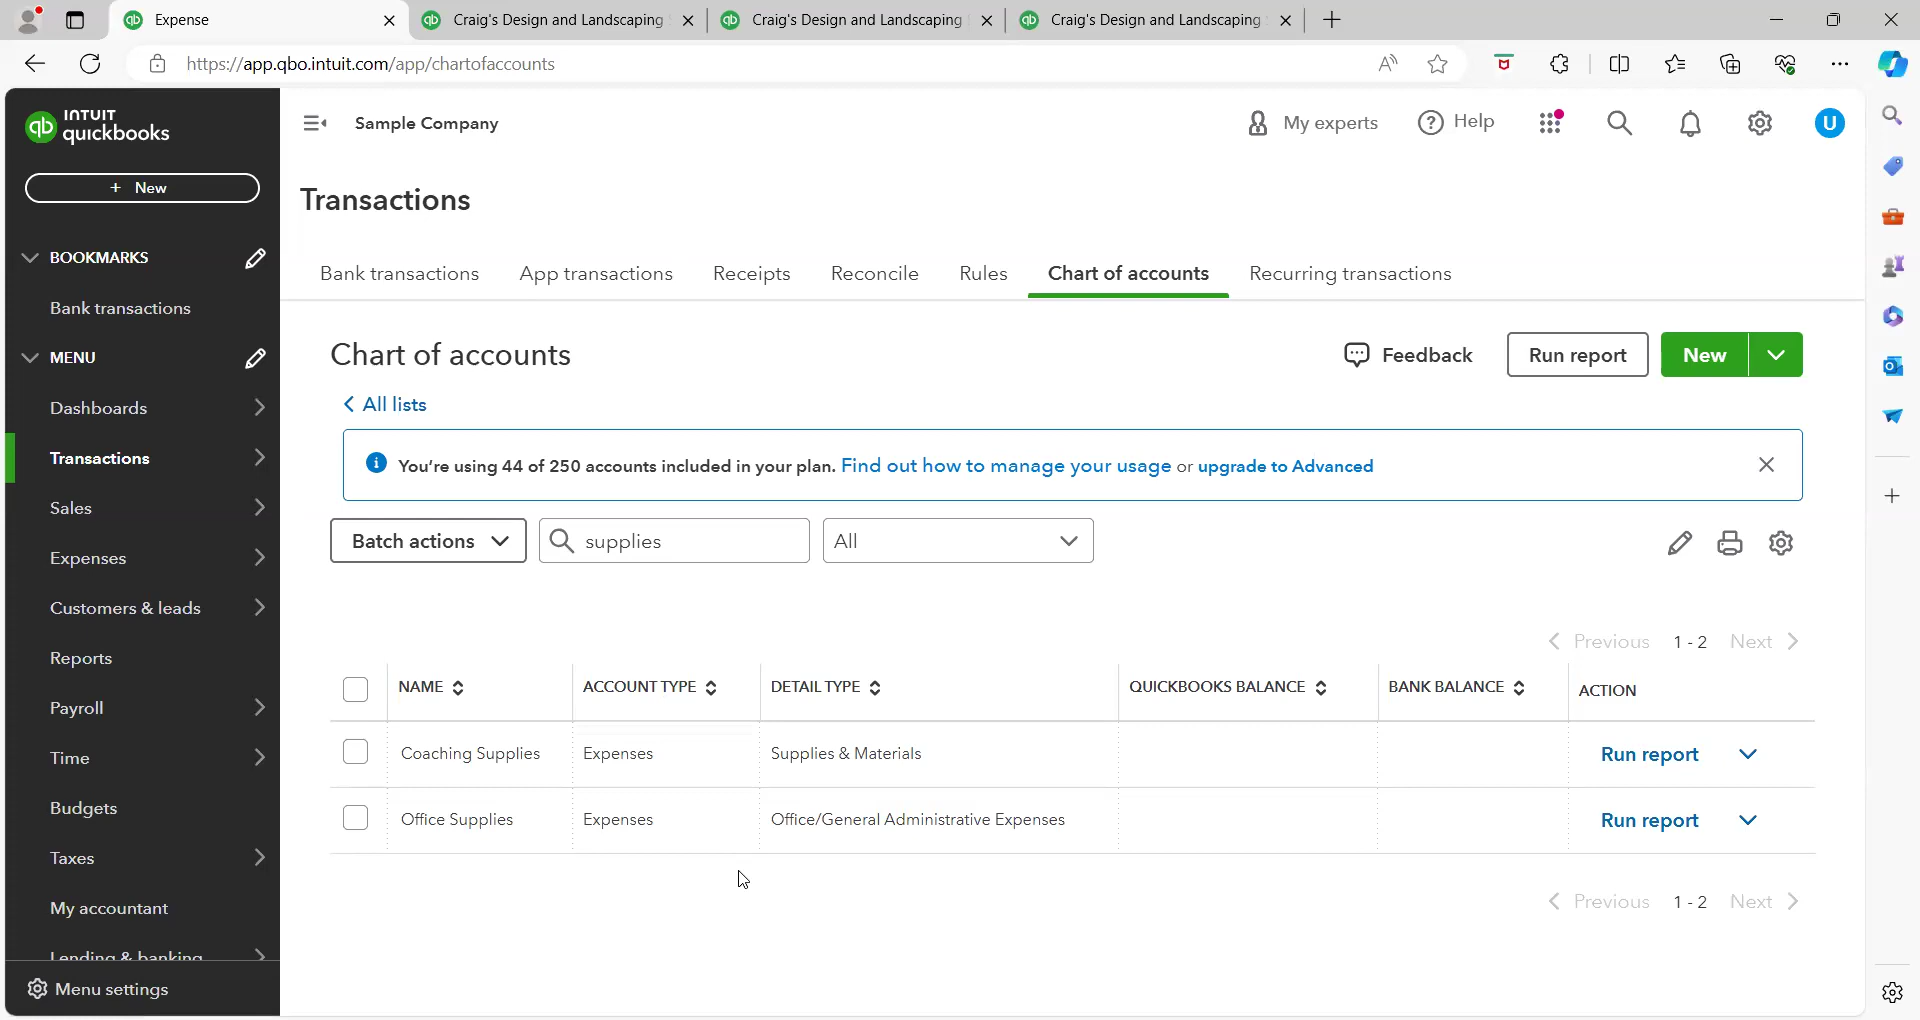 Expense
Craig's Design and Landscaping
Craig's Design and Landscaping
Craig's Design and Landscaping
https://app.qbo.intuit.com/app/chartofaccounts
INTUIT
quickbooks
Sample Company
My experts
Help
U
+ New
Transactions
BOOKMARKS
Bank transactions
MENU
Dashboards
Transactions
Sales
Expenses
Customers & leads
Reports
Payroll
Time
Budgets
Taxes
My accountant
Lending & banking
Menu settings
Bank transactions
App transactions
Receipts
Reconcile
Rules
Chart of accounts
Recurring transactions
Chart of accounts
Feedback
Run report
New
All lists
You're using 44 of 250 accounts included in your plan. Find out how to manage your usage or upgrade to Advanced
Batch actions
supplies
All
Previous 1 - 2 Next
NAME ACCOUNT TYPE DETAIL TYPE QUICKBOOKS BALANCE BANK BALANCE ACTION
Coaching Supplies Expenses Supplies & Materials Run report
Office Supplies Expenses Office/General Administrative Expenses Run report
Previous 1 - 2 Next